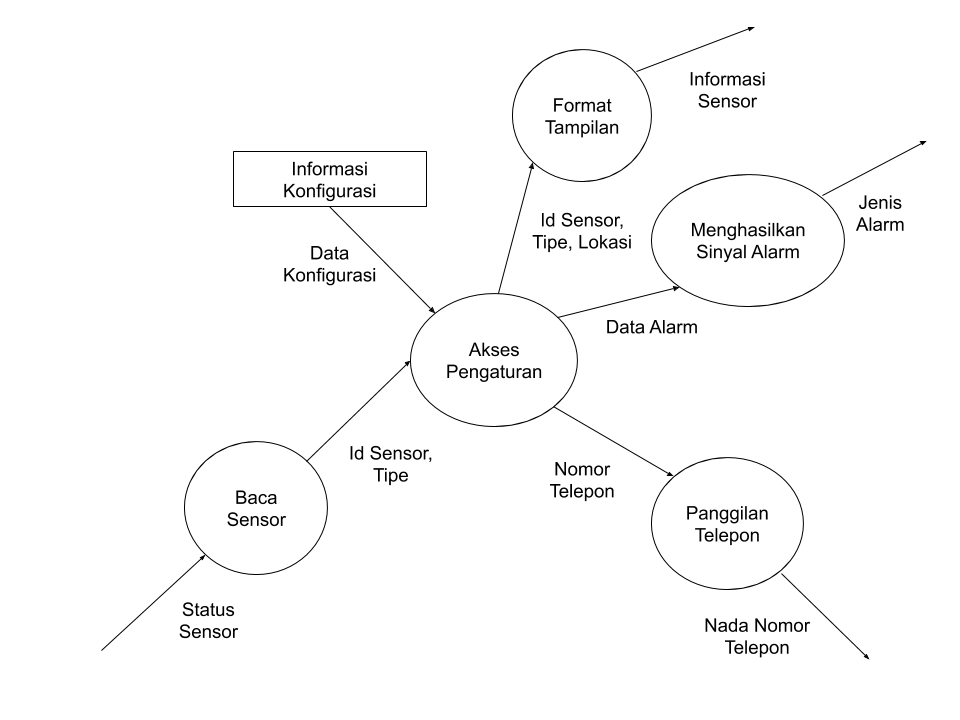 Format
Tampilan
Informasi
Sensor
Informasi
Konfigurasi
Id Sensor,
Tipe, Lokasi
Menghasilkan
Sinyal Alarm
Jenis
Alarm
Data
Konfigurasi
Data Alarm
Akses
Pengaturan
Id Sensor,
Tipe
Nomor
Telepon
Baca
Sensor
Panggilan
Telepon
Status
Sensor
Nada Nomor
Telepon